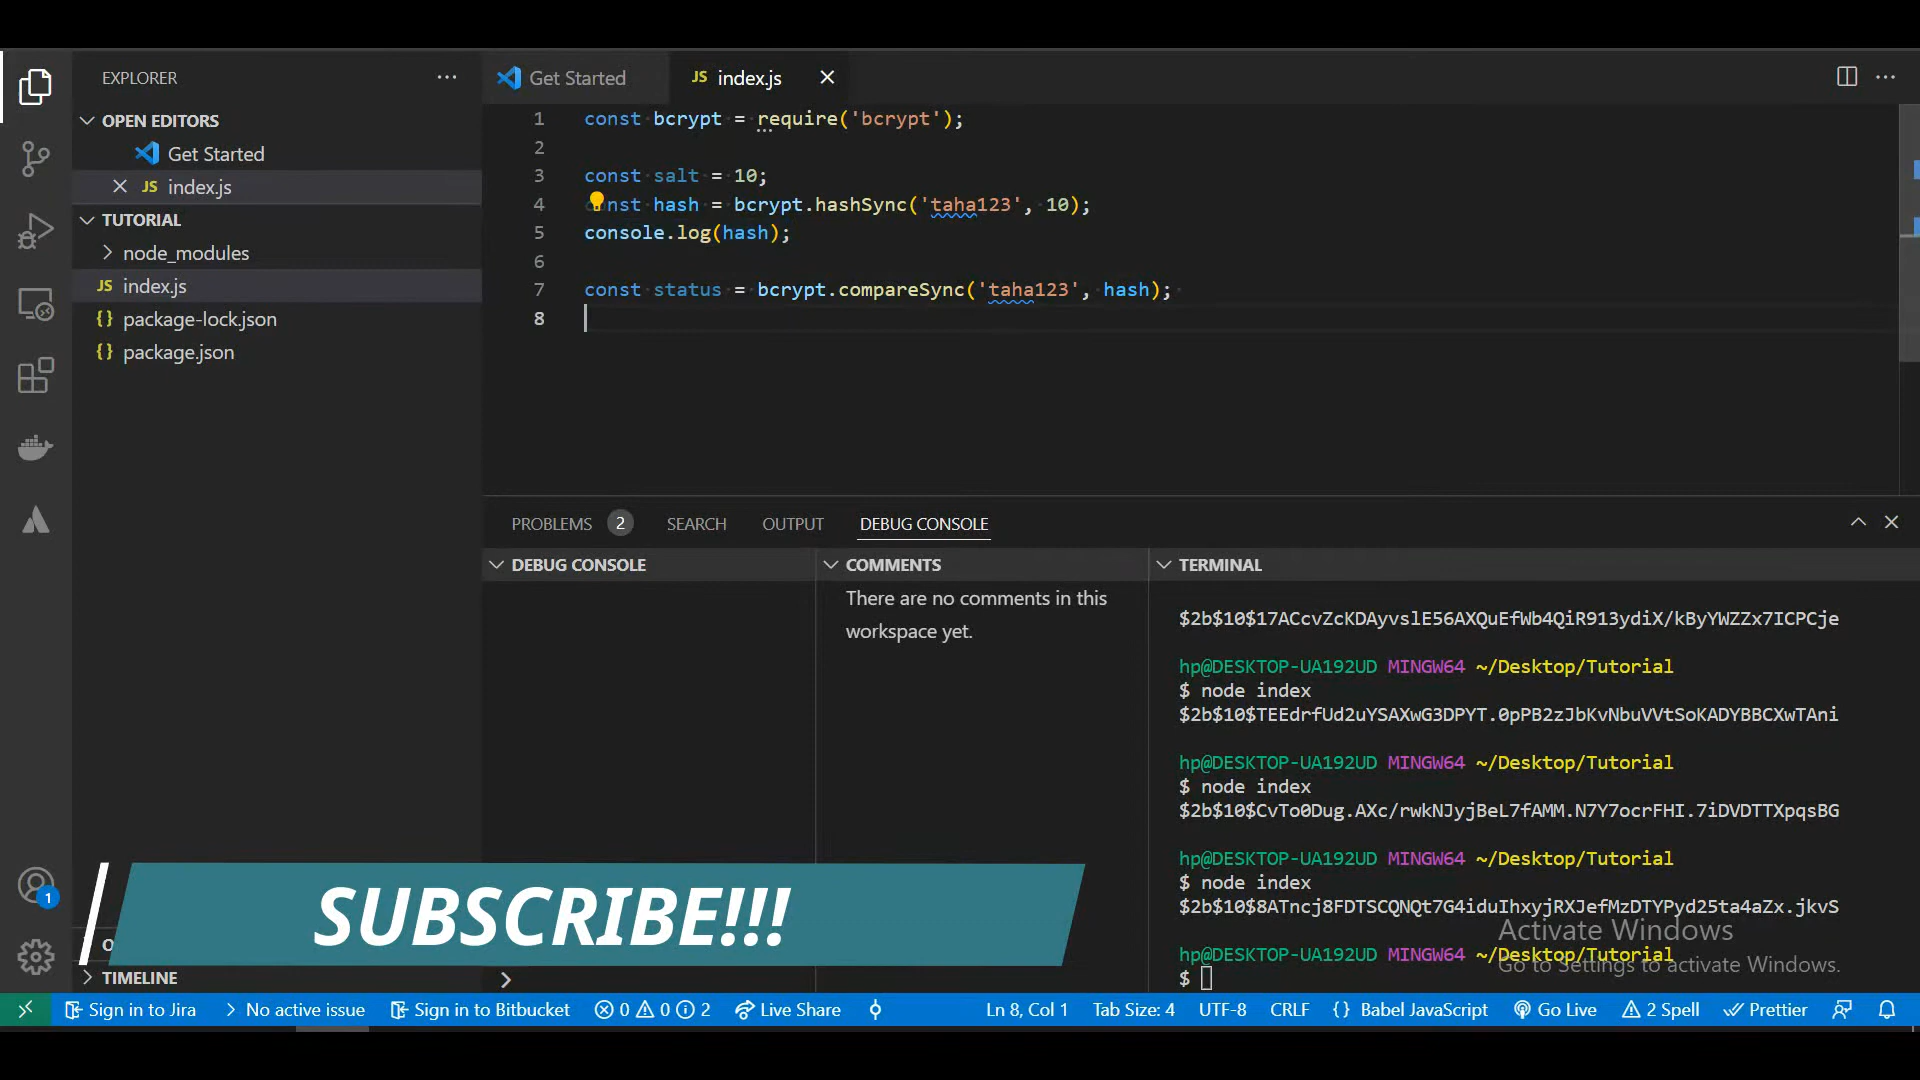 EXPLORER
OPEN EDITORS
Get Started
JS index.js
TUTORIAL
node_modules
JS index.js
{} package-lock.json
{} package.json
TIMELINE
Get Started
JS index.js
1 const bcrypt = require('bcrypt');
2
3 const salt = 10;
4 const hash = bcrypt.hashSync('taha123', 10);
5 console.log(hash);
6
7 const status = bcrypt.compareSync('taha123', hash);
8
PROBLEMS 2 SEARCH OUTPUT DEBUG CONSOLE
DEBUG CONSOLE
COMMENTS
There are no comments in this
workspace yet.
TERMINAL
$2b$10$17ACcvZcKDAyvslE56AXQuEfWb4QiR913ydiX/kByYWZZx7ICPCje
hp@DESKTOP-UA192UD MINGW64 ~/Desktop/Tutorial
$ node index
$2b$10$TEEdrfUd2uYSAXwG3DPYT.0pPB2zJbKvNbuVVtSoKADYBBCXwTAni
hp@DESKTOP-UA192UD MINGW64 ~/Desktop/Tutorial
$ node index
$2b$10$CvTo0Dug.AXc/rwkNJyjBeL7fAMM.N7Y7ocrFHI.7iDVDTTXpqsBG
hp@DESKTOP-UA192UD MINGW64 ~/Desktop/Tutorial
$ node index
$2b$10$8ATncj8FDTSCQNQt7G4iduIhxyjRXJefMzDTYPyd25ta4aZx.jkvS
hp@DESKTOP-UA192UD MINGW64 ~/Desktop/Tutorial
$
Activate Windows
Go to Settings to activate Windows.
SUBSCRIBE!!!
1
Sign in to Jira No active issue Sign in to Bitbucket 0 0 2 Live Share Ln 8, Col 1 Tab Size: 4 UTF-8 CRLF {} Babel JavaScript Go Live 2 Spell Prettier